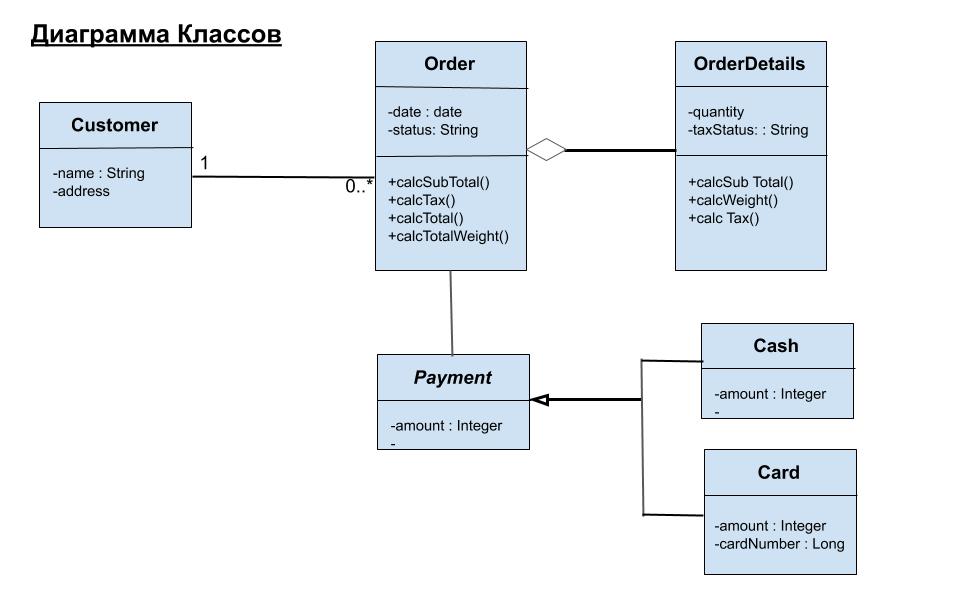 Диаграмма Классов
Customer
-name : String
-address
1
0..*
Order
-date : date
-status: String
+calcSubTotal()
+calcTax()
+calcTotal()
+calcTotalWeight()
OrderDetails
-quantity
-taxStatus: : String
+calcSub Total()
+calcWeight()
+calc Tax()
Payment
-amount : Integer
-
Cash
-amount : Integer
-
Card
-amount : Integer
-cardNumber : Long